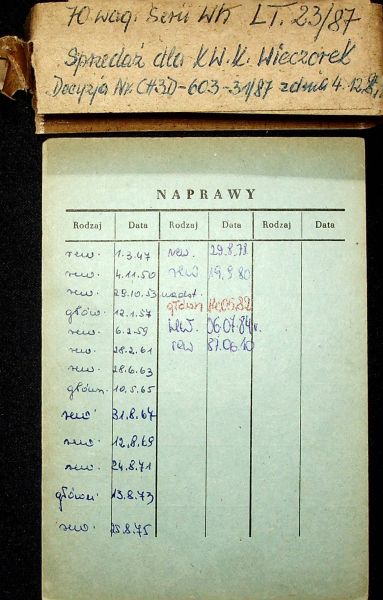 70 wag. Serii Wk LT. 23/87
Sprzedaż dla KW.K. Wieczorek
Decyzja Nr. CH3D-603-31/87 z dnia 4.12.87
NAPRAWY
Rodzaj Data Rodzaj Data Rodzaj Data
rew. 1.3.47 rew. 29.8.78
rew. 4.11.50 rew 19.9.80
rew. 29.10.53
głów. 12.1.57 główn 14.05.82
rew. 6.2.59 rew. 06.07.84 r.
rew. 28.2.61 rew 87.06.10
rew. 28.6.63
główn. 10.5.65
rew. 31.8.67
rew. 12.8.69
rew. 24.8.71
główn. 13.8.73
rew. 25.8.75